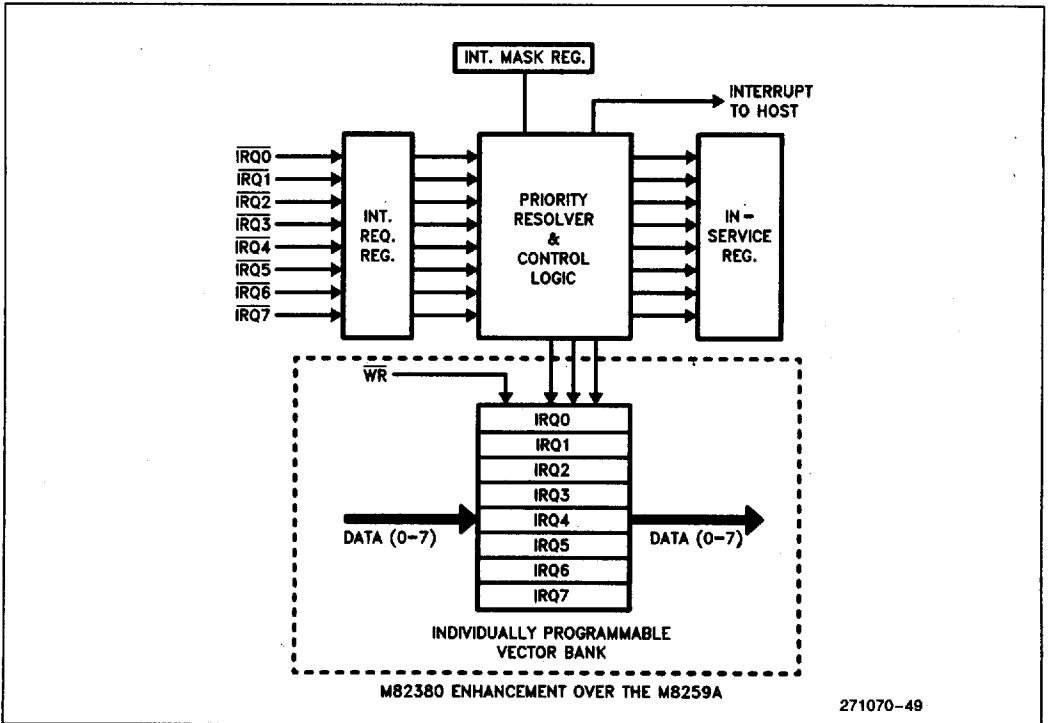 INT. MASK REG.
INTERRUPT
TO HOST
IRQ0
IRQ1
IRQ2
IRQ3
IRQ4
IRQ5
IRQ6
IRQ7
INT.
REQ.
REG.
PRIORITY
RESOLVER
&
CONTROL
LOGIC
IN-
SERVICE
REG.
WR
IRQ0
IRQ1
IRQ2
IRQ3
IRQ4
IRQ5
IRQ6
IRQ7
DATA (0-7)
DATA (0-7)
INDIVIDUALLY PROGRAMMABLE
VECTOR BANK
M82380 ENHANCEMENT OVER THE M8259A
271070-49